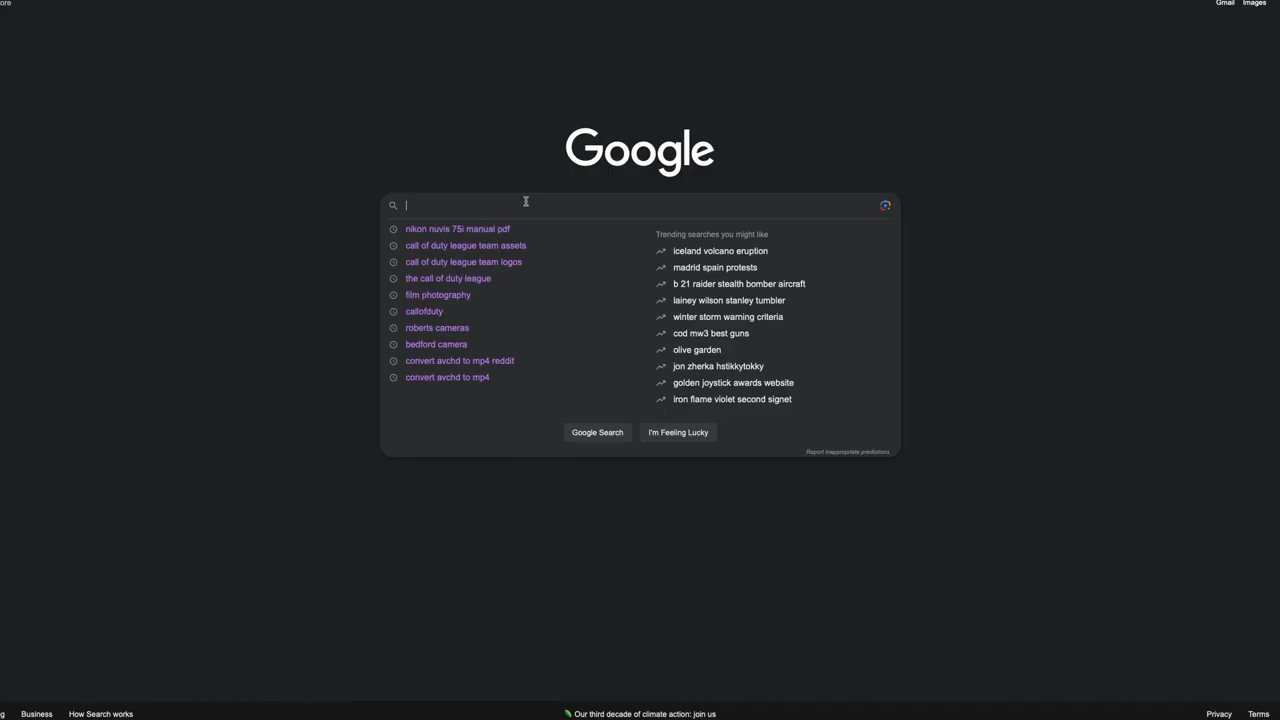 ore
Gmail Images
Google
nikon nuvis 75i manual pdf
call of duty league team assets
call of duty league team logos
the call of duty league
film photography
callofduty
roberts cameras
bedford camera
convert avchd to mp4 reddit
convert avchd to mp4
Trending searches you might like
iceland volcano eruption
madrid spain protests
b 21 raider stealth bomber aircraft
lainey wilson stanley tumbler
winter storm warning criteria
cod mw3 best guns
olive garden
jon zherka hstikkytokky
golden joystick awards website
iron flame violet second signet
Google Search I'm Feeling Lucky
Report inappropriate predictions
g Business How Search works Our third decade of climate action: join us Privacy Terms